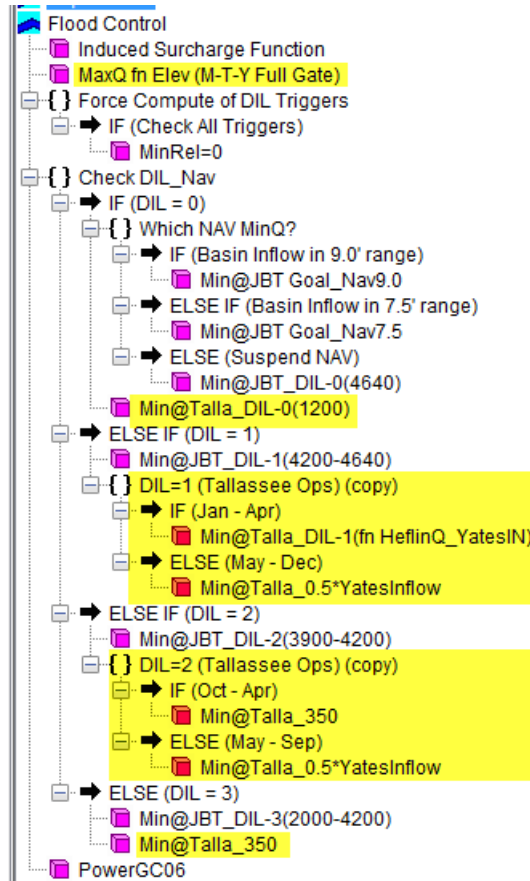 Flood Control
Induced Surcharge Function
MaxQ fn Elev (M-T-Y Full Gate)
{ } Force Compute of DIL Triggers
IF (Check All Triggers)
MinRel=0
{ } Check DIL_Nav
IF (DIL = 0)
{ } Which NAV MinQ?
IF (Basin Inflow in 9.0' range)
Min@JBT Goal_Nav9.0
ELSE IF (Basin Inflow in 7.5' range)
Min@JBT Goal_Nav7.5
ELSE (Suspend NAV)
Min@JBT_DIL-0(4640)
Min@Talla_DIL-0(1200)
ELSE IF (DIL = 1)
Min@JBT_DIL-1(4200-4640)
{ } DIL=1 (Tallassee Ops) (copy)
IF (Jan - Apr)
Min@Talla_DIL-1(fn HeflinQ_YatesIN)
ELSE (May - Dec)
Min@Talla_0.5*YatesInflow
ELSE IF (DIL = 2)
Min@JBT_DIL-2(3900-4200)
{ } DIL=2 (Tallassee Ops) (copy)
IF (Oct - Apr)
Min@Talla_350
ELSE (May - Sep)
Min@Talla_0.5*YatesInflow
ELSE (DIL = 3)
Min@JBT_DIL-3(2000-4200)
Min@Talla_350
PowerGC06